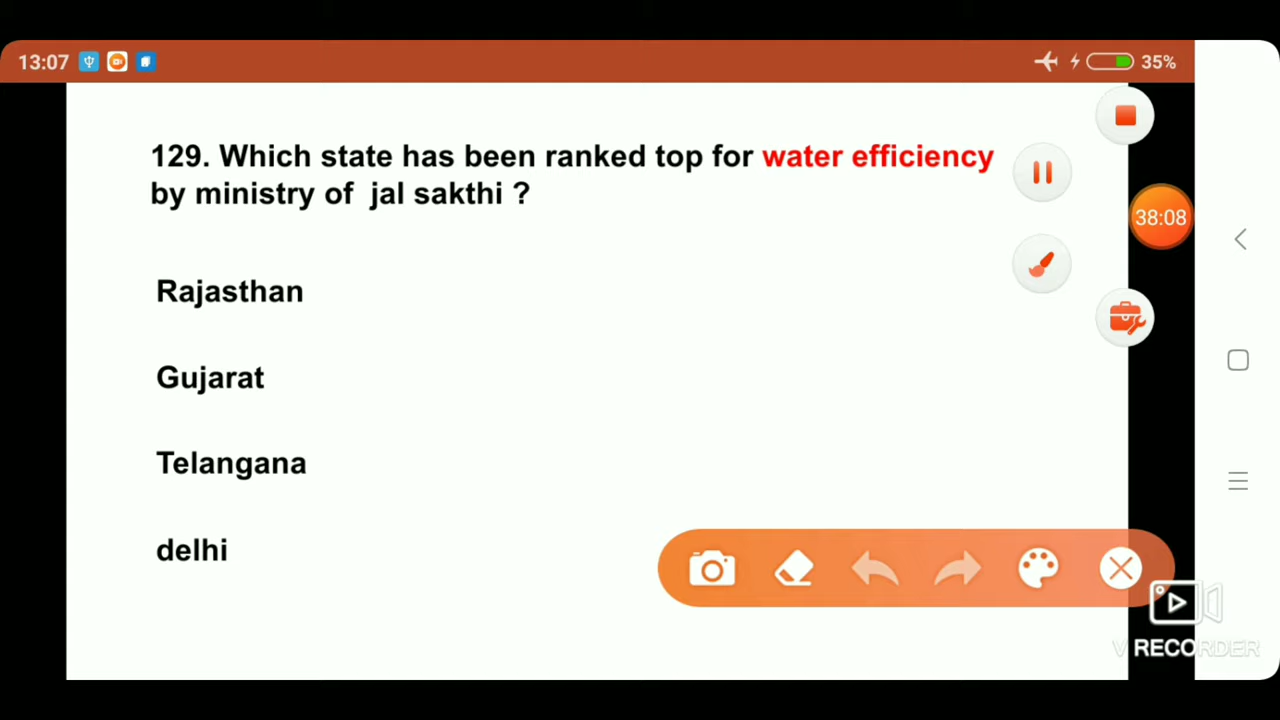 13:07
35%
129. Which state has been ranked top for water efficiency
by ministry of jal sakthi ?
38:08
Rajasthan
Gujarat
Telangana
delhi
V RECORDER